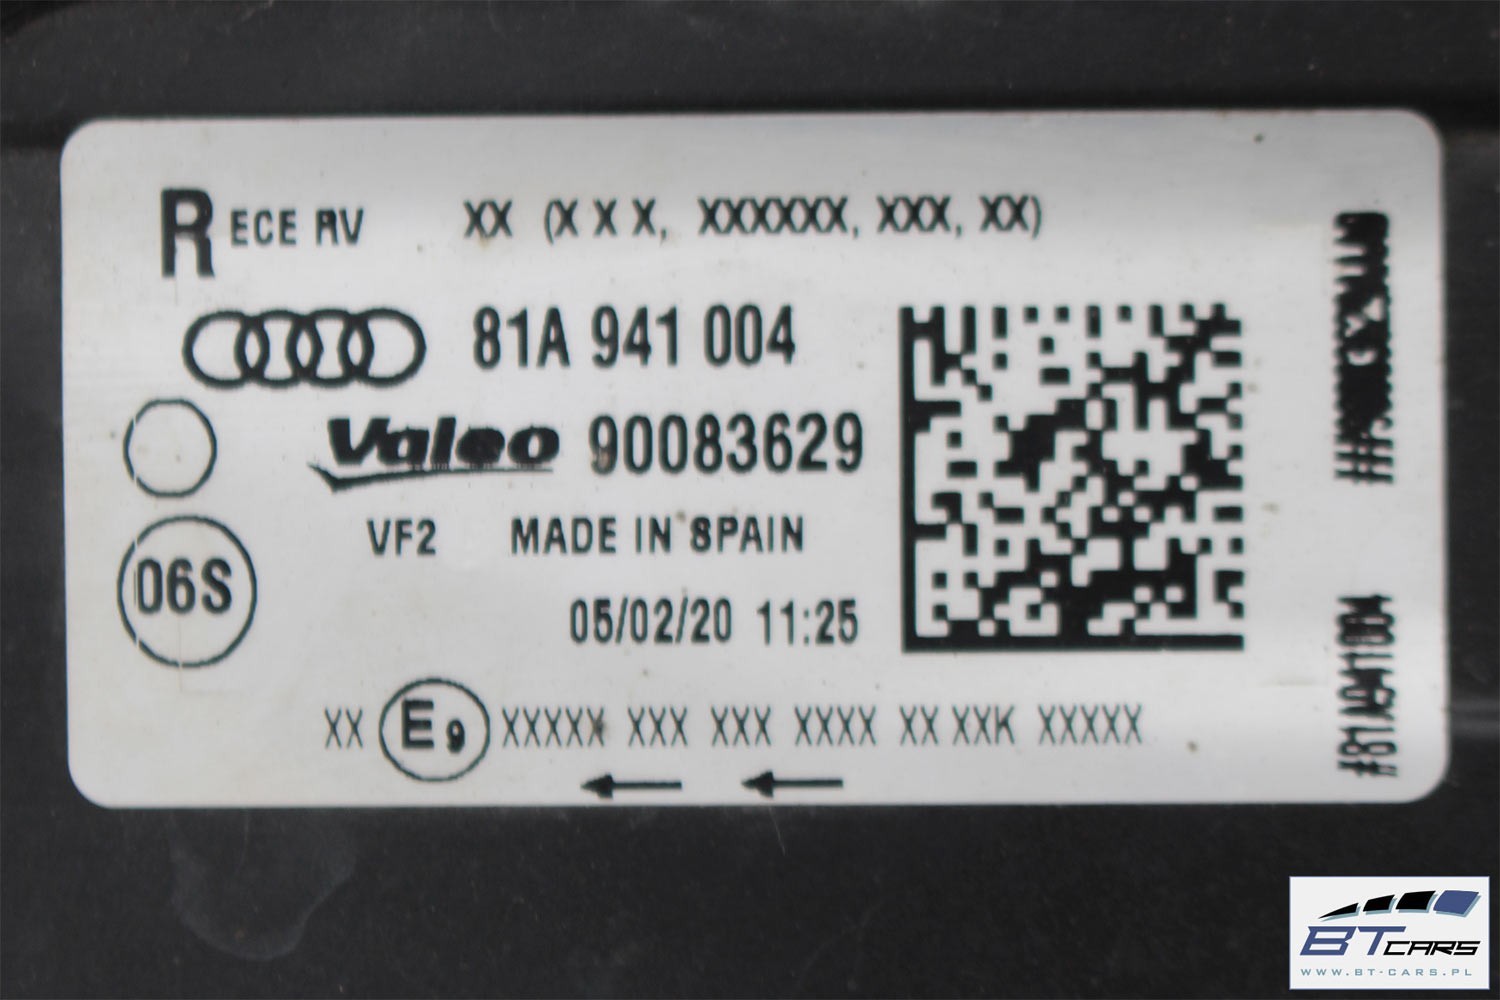 R ECE RV XX (X X X, XXXXXX, XXX, XX)
81A 941 004
Valeo 90083629
VF2 MADE IN SPAIN
06S
05/02/20 11:25
XX E9 XXXXX XXX XXX XXXX XX XXK XXXXX
#81A941004
BT CARS
WWW.BT-CARS.PL